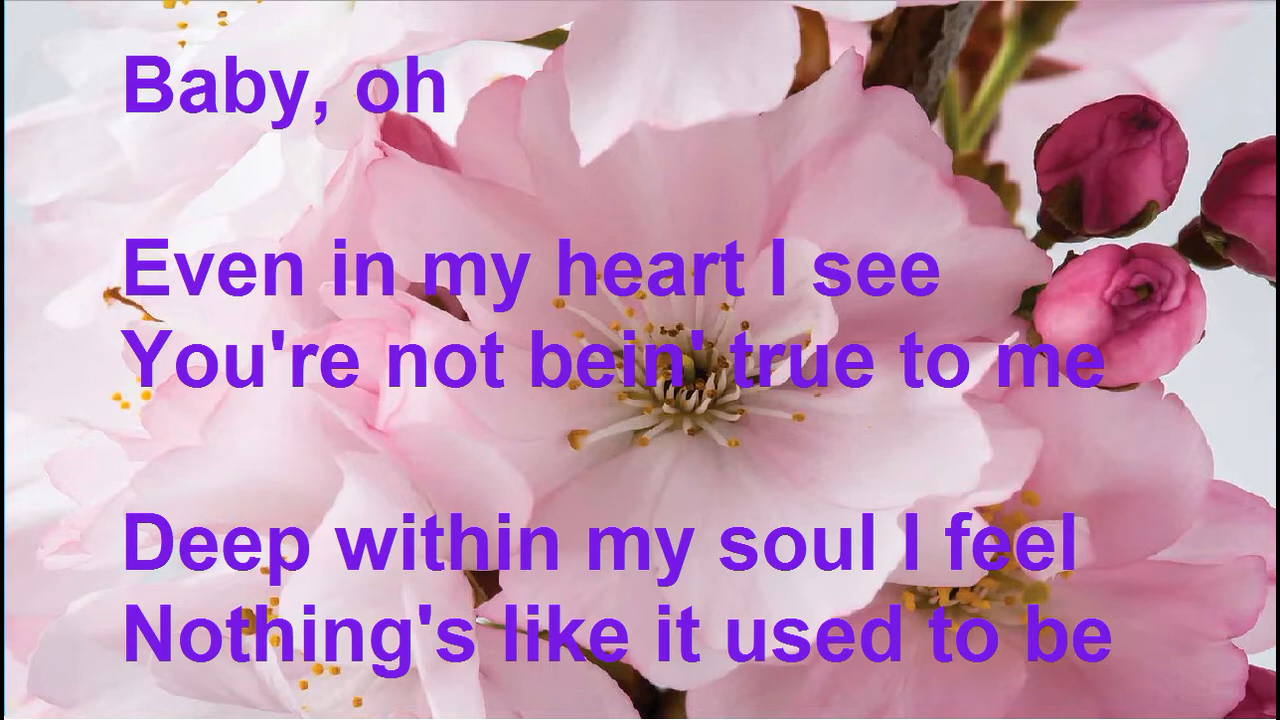 Baby, oh
Even in my heart I see
You're not bein' true to me
Deep within my soul I feel
Nothing's like it used to be